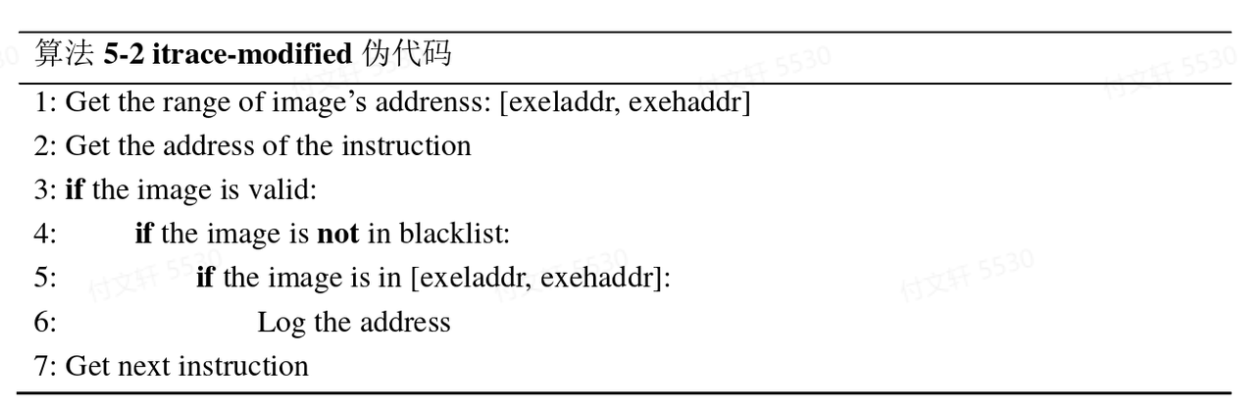 算法 5-2 itrace-modified 伪代码
1: Get the range of image’s addrenss: [exeladdr, exehaddr]
2: Get the address of the instruction
3: if the image is valid:
4: if the image is not in blacklist:
5: if the image is in [exeladdr, exehaddr]:
6: Log the address
7: Get next instruction
付文轩 5530
付文轩 5530
付文轩 5530
付文轩 5530
付文轩 5530
付文轩 5530